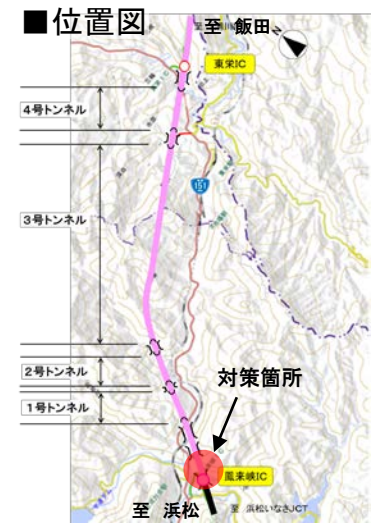 ■位置図
至 飯田
N
東栄IC
4号トンネル
151
3号トンネル
2号トンネル
対策箇所
1号トンネル
鳳来峡IC
至 浜松いなさJCT
至 浜松